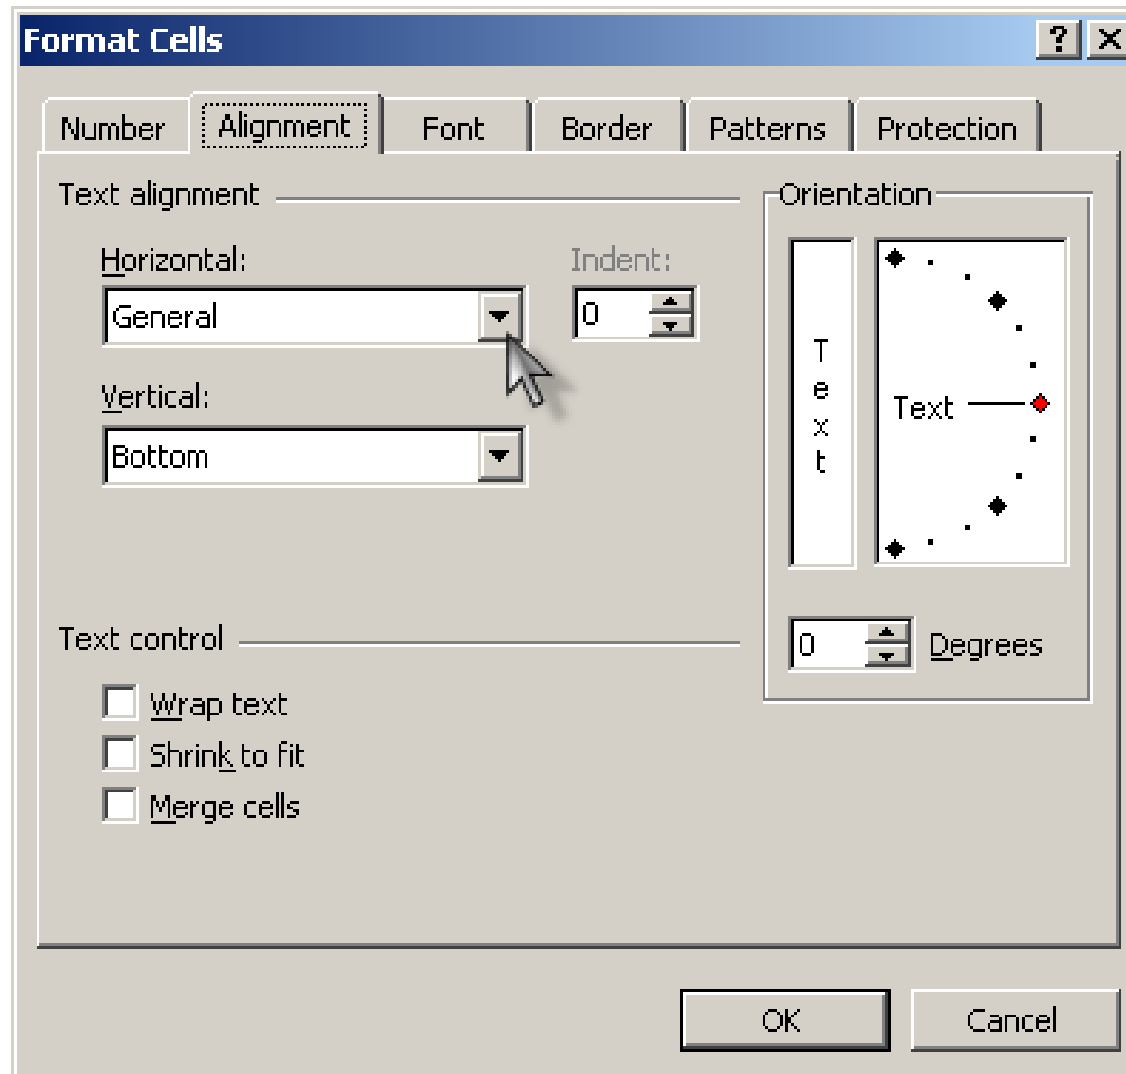 Format Cells
Number Alignment Font Border Patterns Protection
Text alignment
Horizontal:
General
Indent:
0
Vertical:
Bottom
Orientation
Text
Text
0 Degrees
Text control
Wrap text
Shrink to fit
Merge cells
OK Cancel